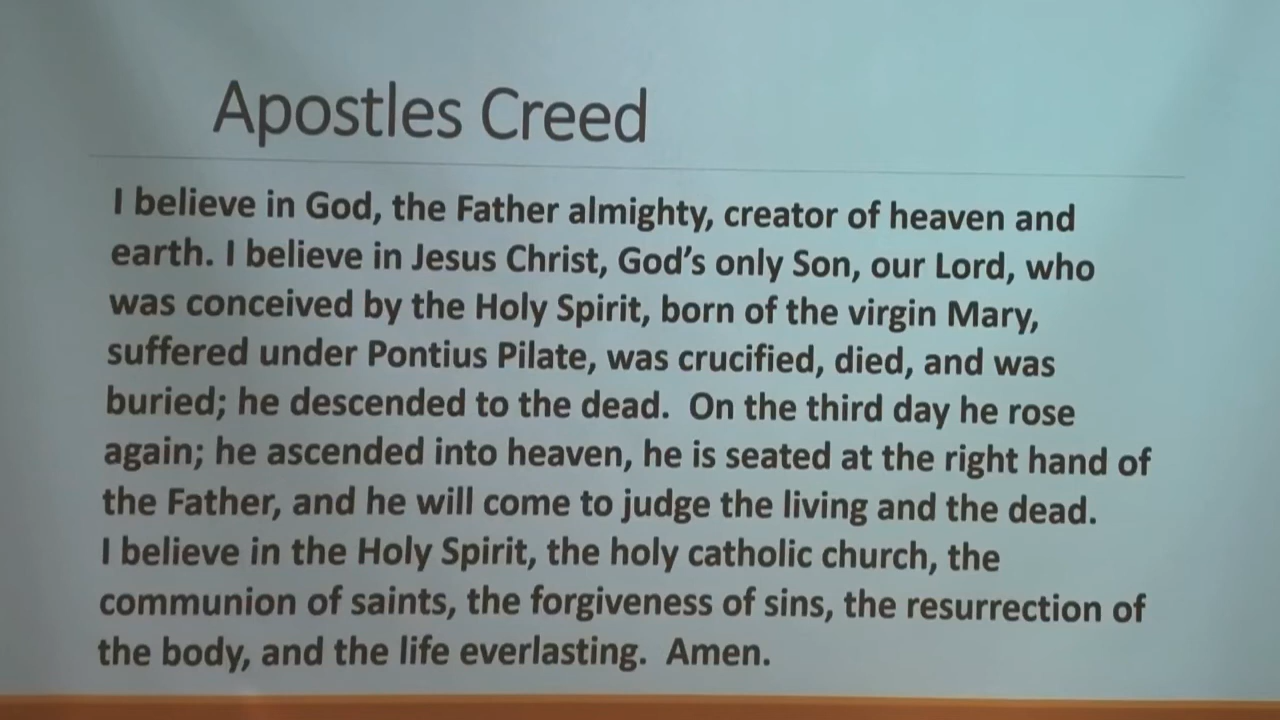 Apostles Creed
I believe in God, the Father almighty, creator of heaven and
earth. I believe in Jesus Christ, God’s only Son, our Lord, who
was conceived by the Holy Spirit, born of the virgin Mary,
suffered under Pontius Pilate, was crucified, died, and was
buried; he descended to the dead.  On the third day he rose
again; he ascended into heaven, he is seated at the right hand of
the Father, and he will come to judge the living and the dead.
I believe in the Holy Spirit, the holy catholic church, the
communion of saints, the forgiveness of sins, the resurrection of
the body, and the life everlasting.  Amen.